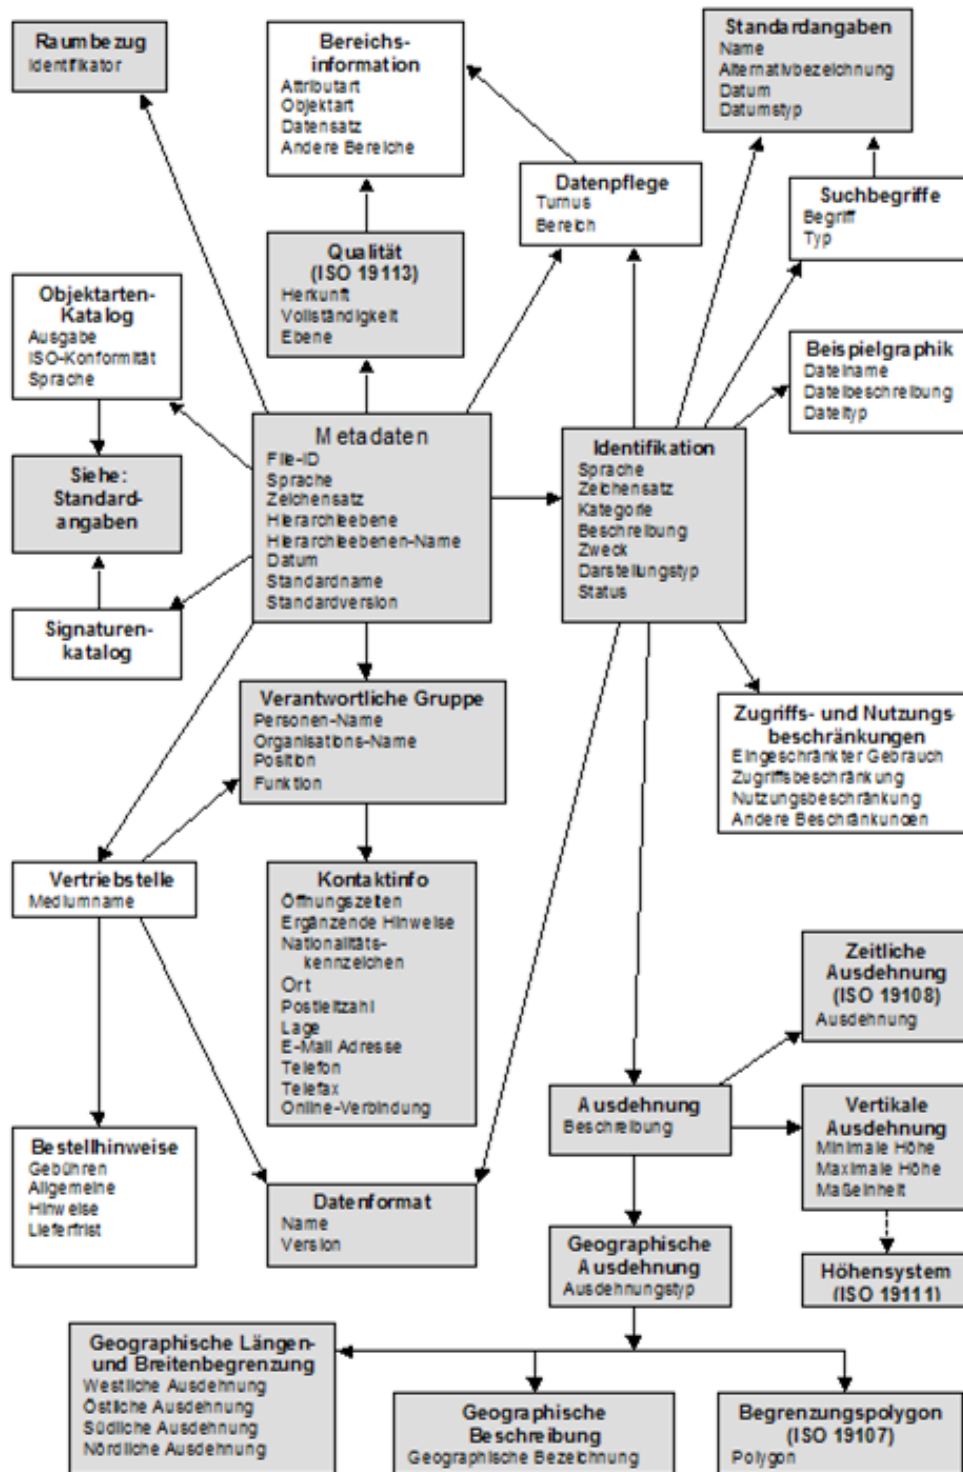 Raumbezug
Identifikator
Bereichs-
information
Attributart
Objektart
Datensatz
Andere Bereiche
Standardangaben
Name
Alternativbezeichnung
Datum
Datumstyp
Datenpflege
Turnus
Bereich
Suchbegriffe
Begriff
Typ
Qualität
(ISO 19113)
Herkunft
Vollständigkeit
Ebene
Objektarten-
Katalog
Ausgabe
ISO-Konformität
Sprache
Beispielgraphik
Dateiname
Dateibeschreibung
Dateityp
Metadaten
File-ID
Sprache
Zeichensatz
Hierarchieebene
Hierarchieebenen-Name
Datum
Standardname
Standardversion
Identifikation
Sprache
Zeichensatz
Kategorie
Beschreibung
Zweck
Darstellungstyp
Status
Siehe:
Standard-
angaben
Signaturen-
katalog
Verantwortliche Gruppe
Personen-Name
Organisations-Name
Position
Funktion
Zugriffs- und Nutzungs
beschränkungen
Eingeschränkter Gebrauch
Zugriffsbeschränkung
Nutzungsbeschränkung
Andere Beschränkungen
Vertriebstelle
Mediumname
Kontaktinfo
Öffnungszeiten
Ergänzende Hinweise
Nationalitäts-
kennzeichen
Ort
Postleitzahl
Lage
E-Mail Adresse
Telefon
Telefax
Online-Verbindung
Zeitliche
Ausdehnung
(ISO 19108)
Ausdehnung
Ausdehnung
Beschreibung
Vertikale
Ausdehnung
Minimale Höhe
Maximale Höhe
Maßeinheit
Bestellhinweise
Gebühren
Allgemeine
Hinweise
Lieferfrist
Datenformat
Name
Version
Geographische
Ausdehnung
Ausdehnungstyp
Höhensystem
(ISO 19111)
Geographische Längen-
und Breitenbegrenzung
Westliche Ausdehnung
Östliche Ausdehnung
Südliche Ausdehnung
Nördliche Ausdehnung
Geographische
Beschreibung
Geographische Bezeichnung
Begrenzungspolygon
(ISO 19107)
Polygon